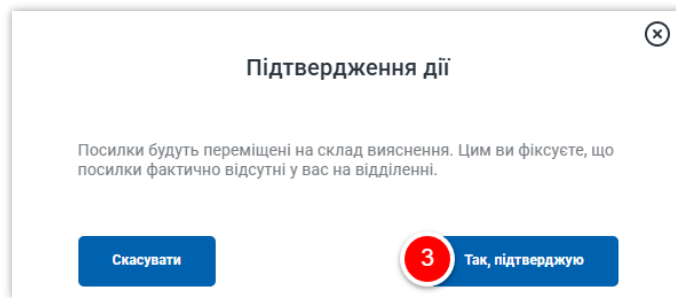 Підтвердження дії
Посилки будуть переміщені на склад вияснення. Цим ви фіксуєте, що
посилки фактично відсутні у вас на відділенні.
Скасувати
3 Так, підтверджую